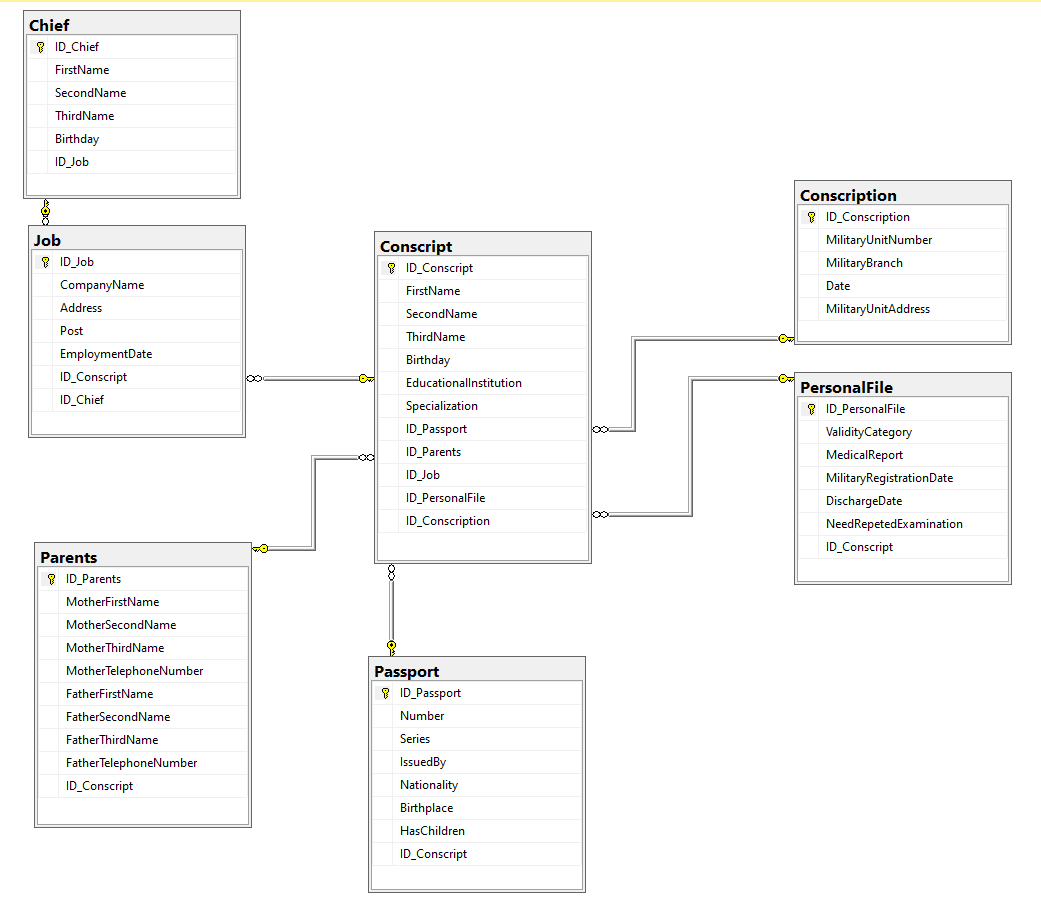 Chief
ID_Chief
FirstName
SecondName
ThirdName
Birthday
ID_Job
Job
ID_Job
CompanyName
Address
Post
EmploymentDate
ID_Conscript
ID_Chief
Conscript
ID_Conscript
FirstName
SecondName
ThirdName
Birthday
EducationalInstitution
Specialization
ID_Passport
ID_Parents
ID_Job
ID_PersonalFile
ID_Conscription
Conscription
ID_Conscription
MilitaryUnitNumber
MilitaryBranch
Date
MilitaryUnitAddress
PersonalFile
ID_PersonalFile
ValidityCategory
MedicalReport
MilitaryRegistrationDate
DischargeDate
NeedRepetedExamination
ID_Conscript
Parents
ID_Parents
MotherFirstName
MotherSecondName
MotherThirdName
MotherTelephoneNumber
FatherFirstName
FatherSecondName
FatherThirdName
FatherTelephoneNumber
ID_Conscript
Passport
ID_Passport
Number
Series
IssuedBy
Nationality
Birthplace
HasChildren
ID_Conscript